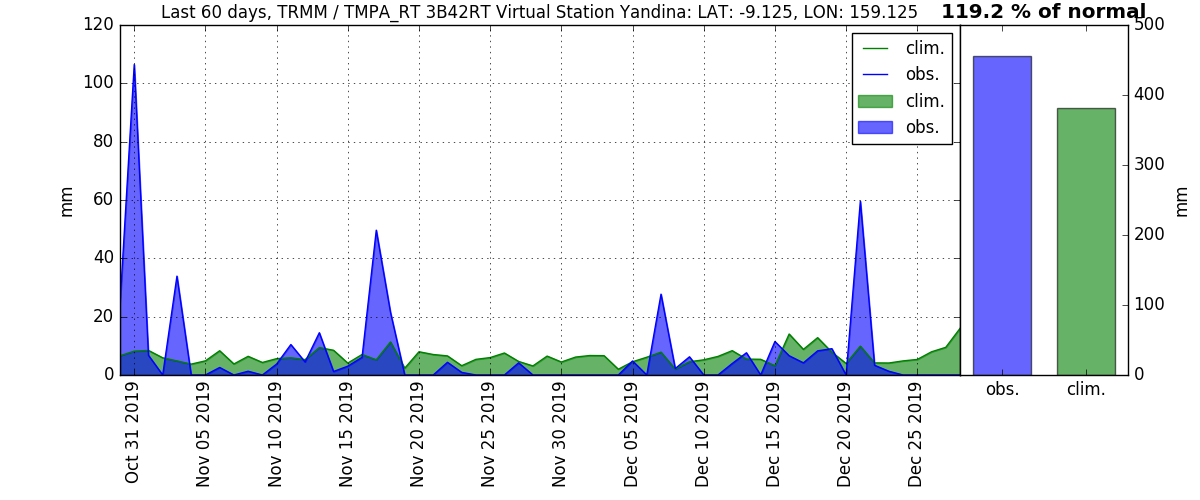 Last 60 days, TRMM / TMPA_RT 3B42RT Virtual Station Yandina: LAT: -9.125, LON: 159.125
119.2 % of normal
120
100
80
60
40
20
0
mm
clim.
obs.
clim.
obs.
Oct 31 2019
Nov 05 2019
Nov 10 2019
Nov 15 2019
Nov 20 2019
Nov 25 2019
Nov 30 2019
Dec 05 2019
Dec 10 2019
Dec 15 2019
Dec 20 2019
Dec 25 2019
500
400
300
200
100
0
mm
obs.
clim.